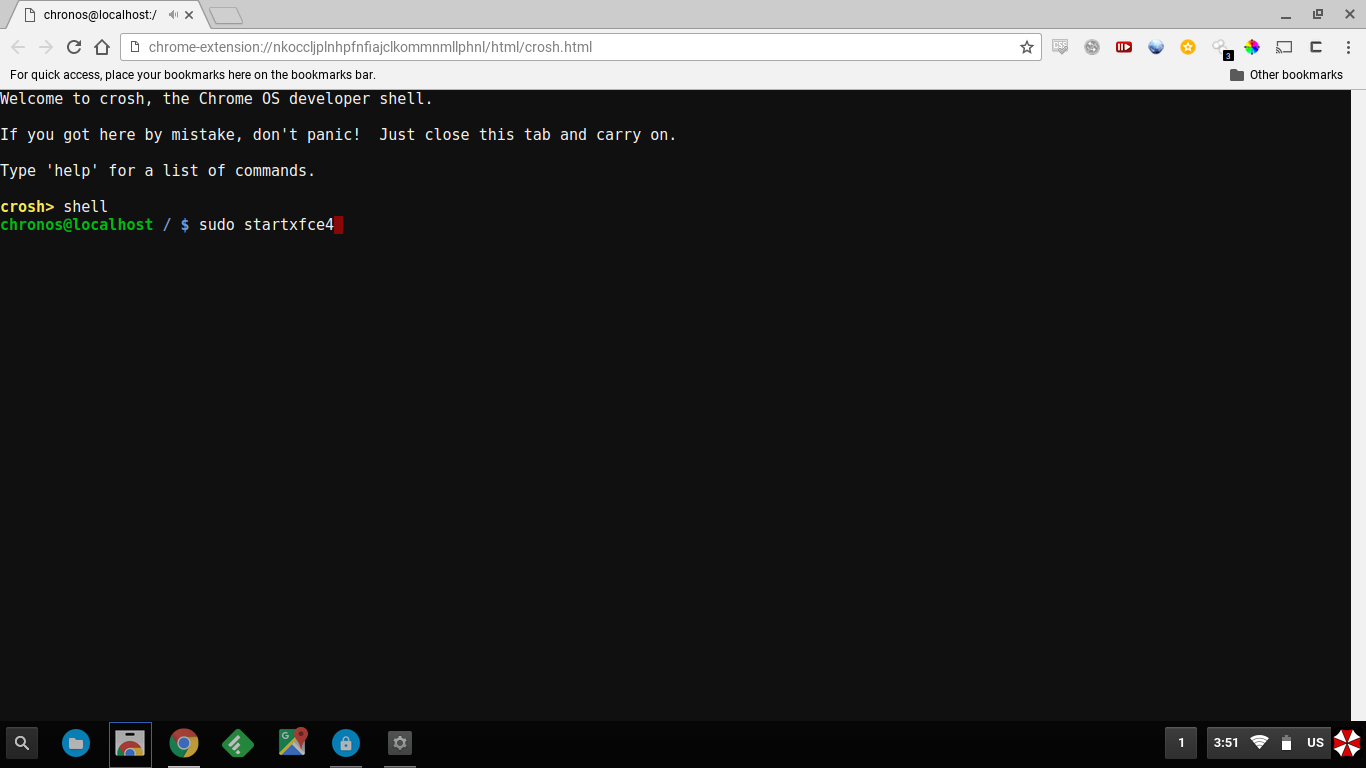 chronos@localhost:/
chrome-extension://nkoccljplnhpfnfiajclkommnmllphnl/html/crosh.html
3
For quick access, place your bookmarks here on the bookmarks bar.
Other bookmarks
Welcome to crosh, the Chrome OS developer shell.
If you got here by mistake, don't panic!  Just close this tab and carry on.
Type 'help' for a list of commands.
crosh> shell
chronos@localhost / $ sudo startxfce4
1
3:51
US